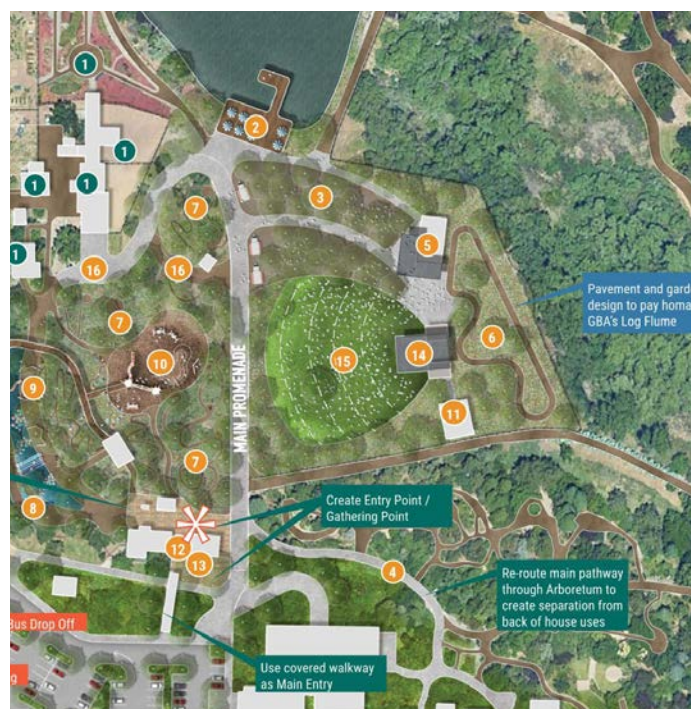 1
2
1
1
1
7
3
1
5
16
16
Pavement and gard
design to pay homa
GBA's Log Flume
7
6
10
15
14
MAIN PROMENADE
9
11
7
8
Create Entry Point /
Gathering Point
12
13
4
Re-route main pathway
through Arboretum to
create separation from
back of house uses
Bus Drop Off
Use covered walkway
as Main Entry
g